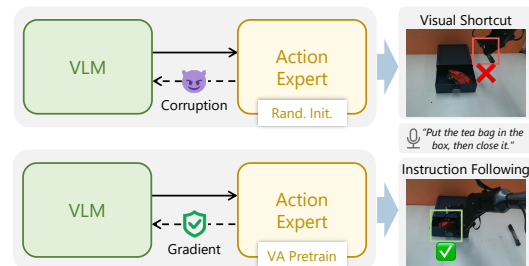 Visual Shortcut
VLM
Action
Expert
Corruption
Rand. Init.
"Put the tea bag in the
box, then close it."
Instruction Following
VLM
Action
Expert
Gradient
VA Pretrain